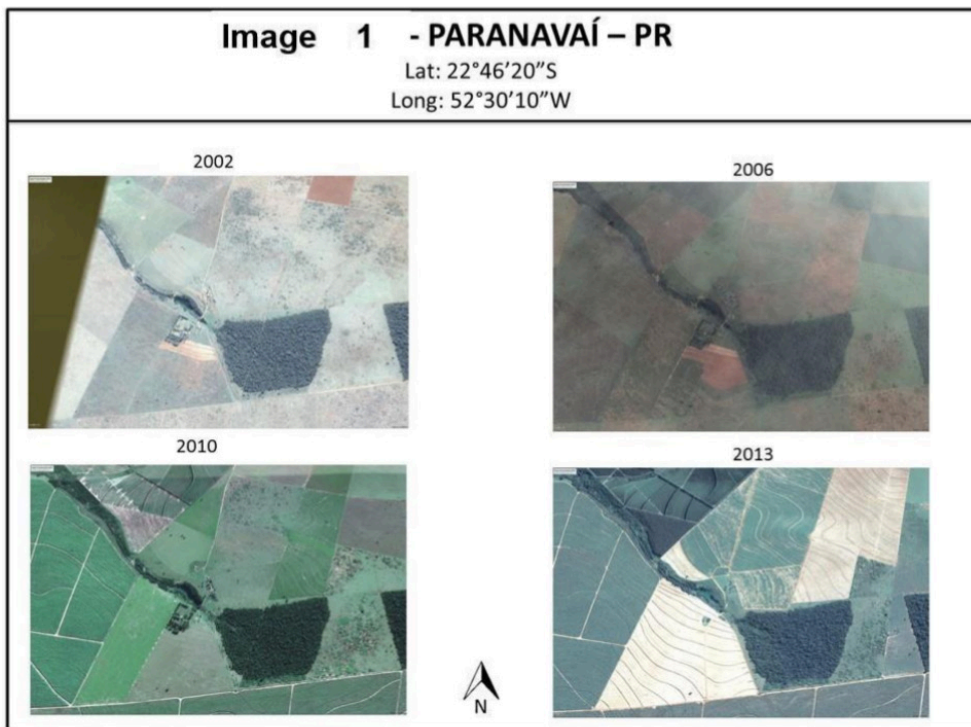 Image 1 - PARANAVAÍ – PR
Lat: 22°46’20”S
Long: 52°30’10”W
2002
2006
2010
2013
N